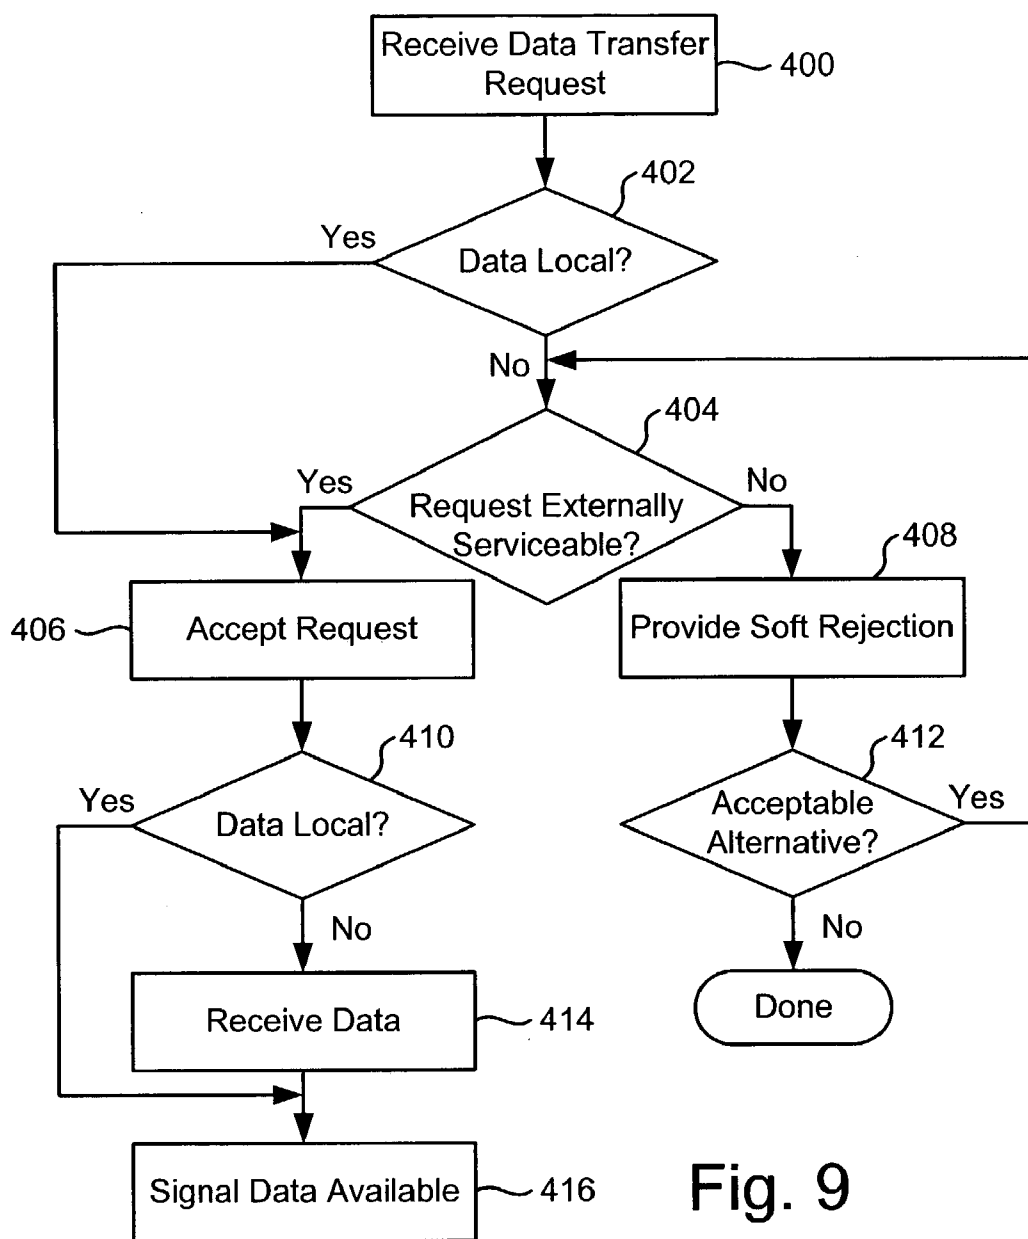 Receive Data Transfer
Request
400
402
Yes
Data Local?
No
404
Yes
No
Request Externally
Serviceable?
408
406
Accept Request
Provide Soft Rejection
410
412
Yes
Data Local?
Acceptable
Alternative?
Yes
No
No
Receive Data
414
Done
Signal Data Available
416
Fig. 9